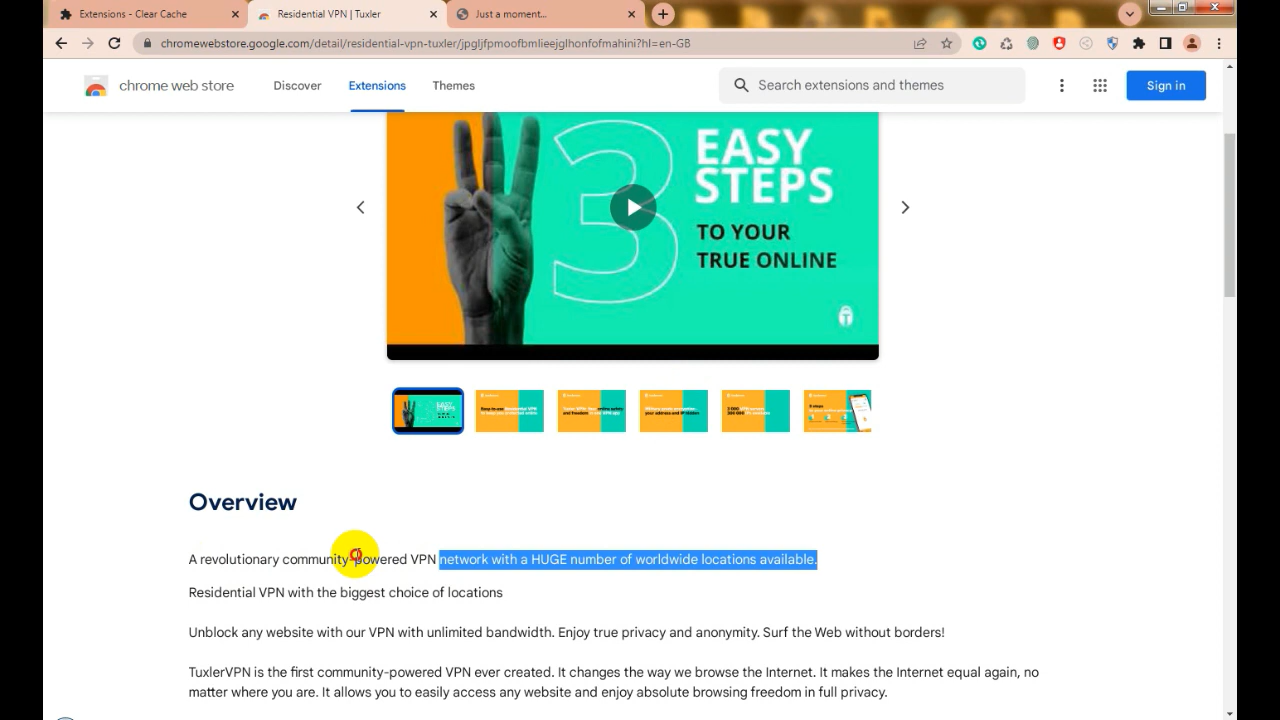 Extensions - Clear Cache
Residential VPN | Tuxler
Just a moment...
chromewebstore.google.com/detail/residential-vpn-tuxler/jpgljfpmoofbmlieejglhonfofmahini?hl=en-GB
chrome web store
Discover
Extensions
Themes
Search extensions and themes
Sign in
3
EASY
STEPS
TO YOUR
TRUE ONLINE
Overview
A revolutionary community-powered VPN network with a HUGE number of worldwide locations available.
Residential VPN with the biggest choice of locations
Unblock any website with our VPN with unlimited bandwidth. Enjoy true privacy and anonymity. Surf the Web without borders!
TuxlerVPN is the first community-powered VPN ever created. It changes the way we browse the Internet. It makes the Internet equal again, no
matter where you are. It allows you to easily access any website and enjoy absolute browsing freedom in full privacy.